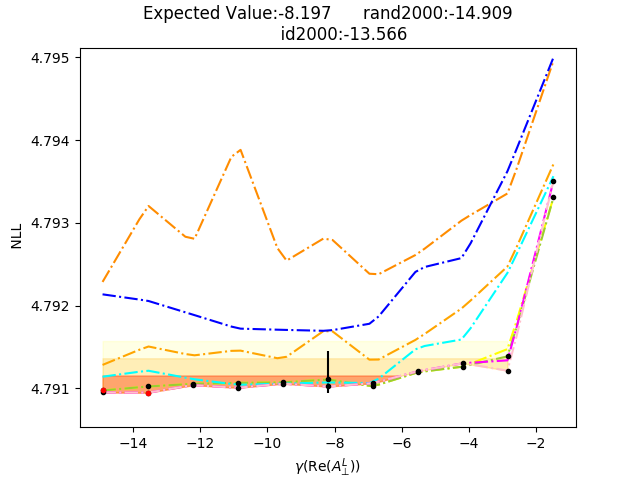 Expected Value:-8.197 rand2000:-14.909
id2000:-13.566
4.795
4.794
4.793
4.792
4.791
NLL
−14 −12 −10 −8 −6 −4 −2
γ(Re(A_⊥^L))